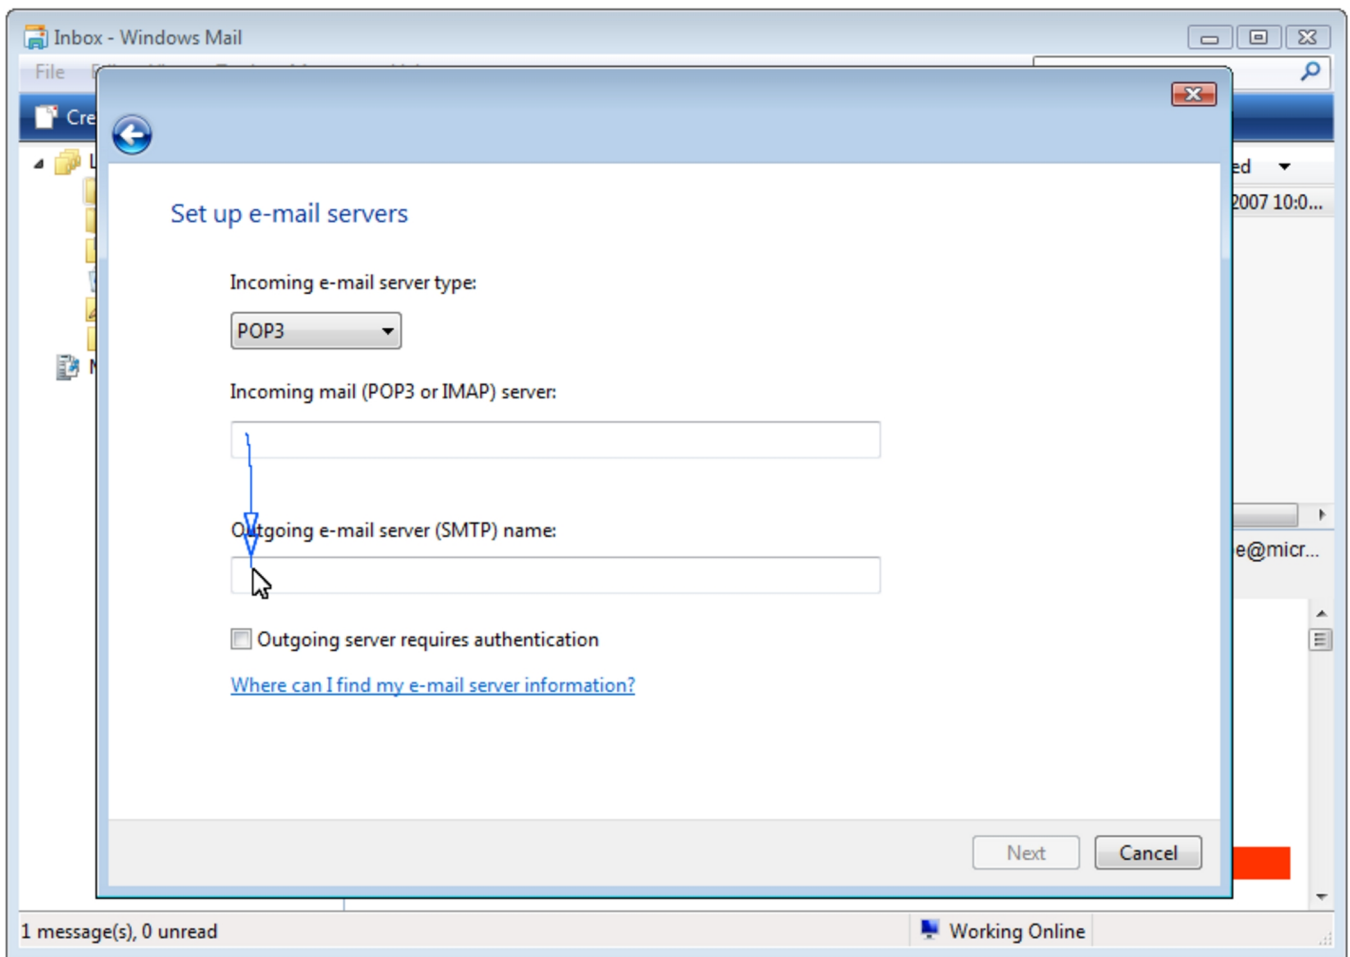 Inbox - Windows Mail
File
Cre
ed
2007 10:0...
Set up e-mail servers
Incoming e-mail server type:
POP3
Incoming mail (POP3 or IMAP) server:
Outgoing e-mail server (SMTP) name:
e@micr...
Outgoing server requires authentication
Where can I find my e-mail server information?
Next
Cancel
1 message(s), 0 unread
Working Online